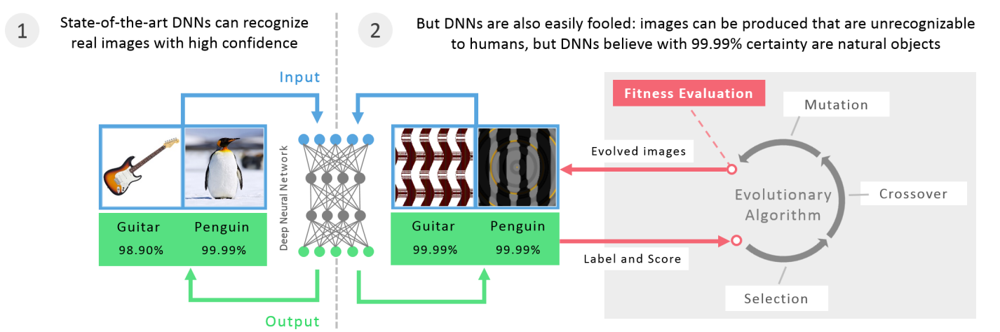 1
State-of-the-art DNNs can recognize
real images with high confidence
2
But DNNs are also easily fooled: images can be produced that are unrecognizable
to humans, but DNNs believe with 99.99% certainty are natural objects
Input
Fitness Evaluation
Mutation
Deep Neural Network
Evolved images
Evolutionary
Algorithm
Crossover
Guitar Penguin
98.90% 99.99%
Guitar Penguin
99.99% 99.99%
Label and Score
Selection
Output